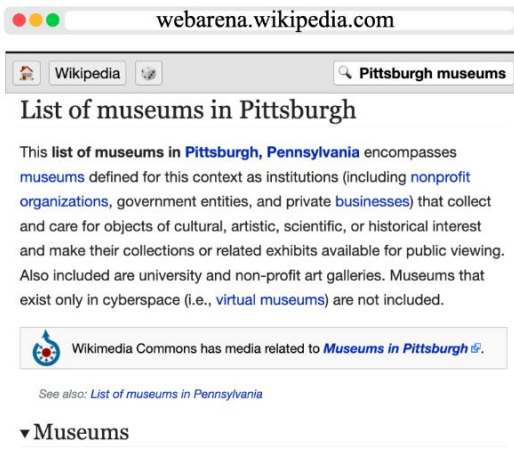 webarena.wikipedia.com
Wikipedia
Pittsburgh museums
List of museums in Pittsburgh
This list of museums in Pittsburgh, Pennsylvania encompasses
museums defined for this context as institutions (including nonprofit
organizations, government entities, and private businesses) that collect
and care for objects of cultural, artistic, scientific, or historical interest
and make their collections or related exhibits available for public viewing.
Also included are university and non-profit art galleries. Museums that
exist only in cyberspace (i.e., virtual museums) are not included.
Wikimedia Commons has media related to Museums in Pittsburgh.
See also: List of museums in Pennsylvania
Museums